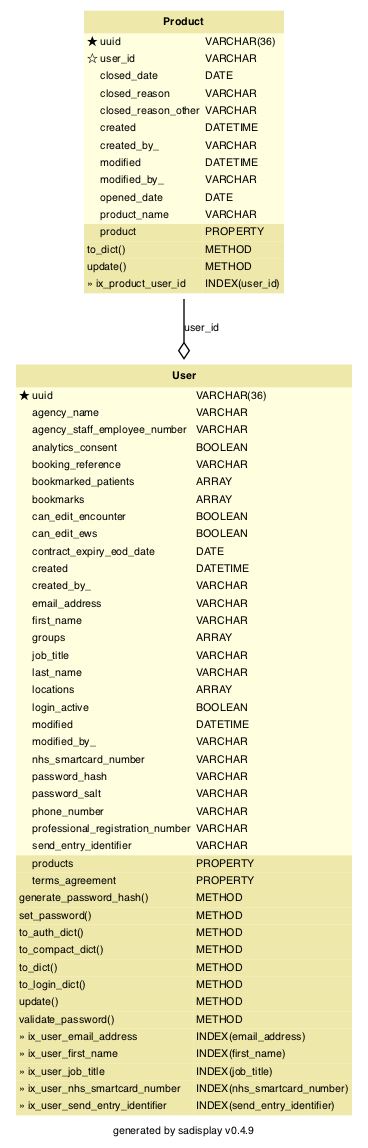 Product
★ uuid VARCHAR(36)
☆ user_id VARCHAR
closed_date DATE
closed_reason VARCHAR
closed_reason_other VARCHAR
created DATETIME
created_by_ VARCHAR
modified DATETIME
modified_by_ VARCHAR
opened_date DATE
product_name VARCHAR
product PROPERTY
to_dict() METHOD
update() METHOD
» ix_product_user_id INDEX(user_id)
user_id
User
★ uuid VARCHAR(36)
agency_name VARCHAR
agency_staff_employee_number VARCHAR
analytics_consent BOOLEAN
booking_reference VARCHAR
bookmarked_patients ARRAY
bookmarks ARRAY
can_edit_encounter BOOLEAN
can_edit_ews BOOLEAN
contract_expiry_eod_date DATE
created DATETIME
created_by_ VARCHAR
email_address VARCHAR
first_name VARCHAR
groups ARRAY
job_title VARCHAR
last_name VARCHAR
locations ARRAY
login_active BOOLEAN
modified DATETIME
modified_by_ VARCHAR
nhs_smartcard_number VARCHAR
password_hash VARCHAR
password_salt VARCHAR
phone_number VARCHAR
professional_registration_number VARCHAR
send_entry_identifier VARCHAR
products PROPERTY
terms_agreement PROPERTY
generate_password_hash() METHOD
set_password() METHOD
to_auth_dict() METHOD
to_compact_dict() METHOD
to_dict() METHOD
to_login_dict() METHOD
update() METHOD
validate_password() METHOD
» ix_user_email_address INDEX(email_address)
» ix_user_first_name INDEX(first_name)
» ix_user_job_title INDEX(job_title)
» ix_user_nhs_smartcard_number INDEX(nhs_smartcard_number)
» ix_user_send_entry_identifier INDEX(send_entry_identifier)
generated by sadisplay v0.4.9